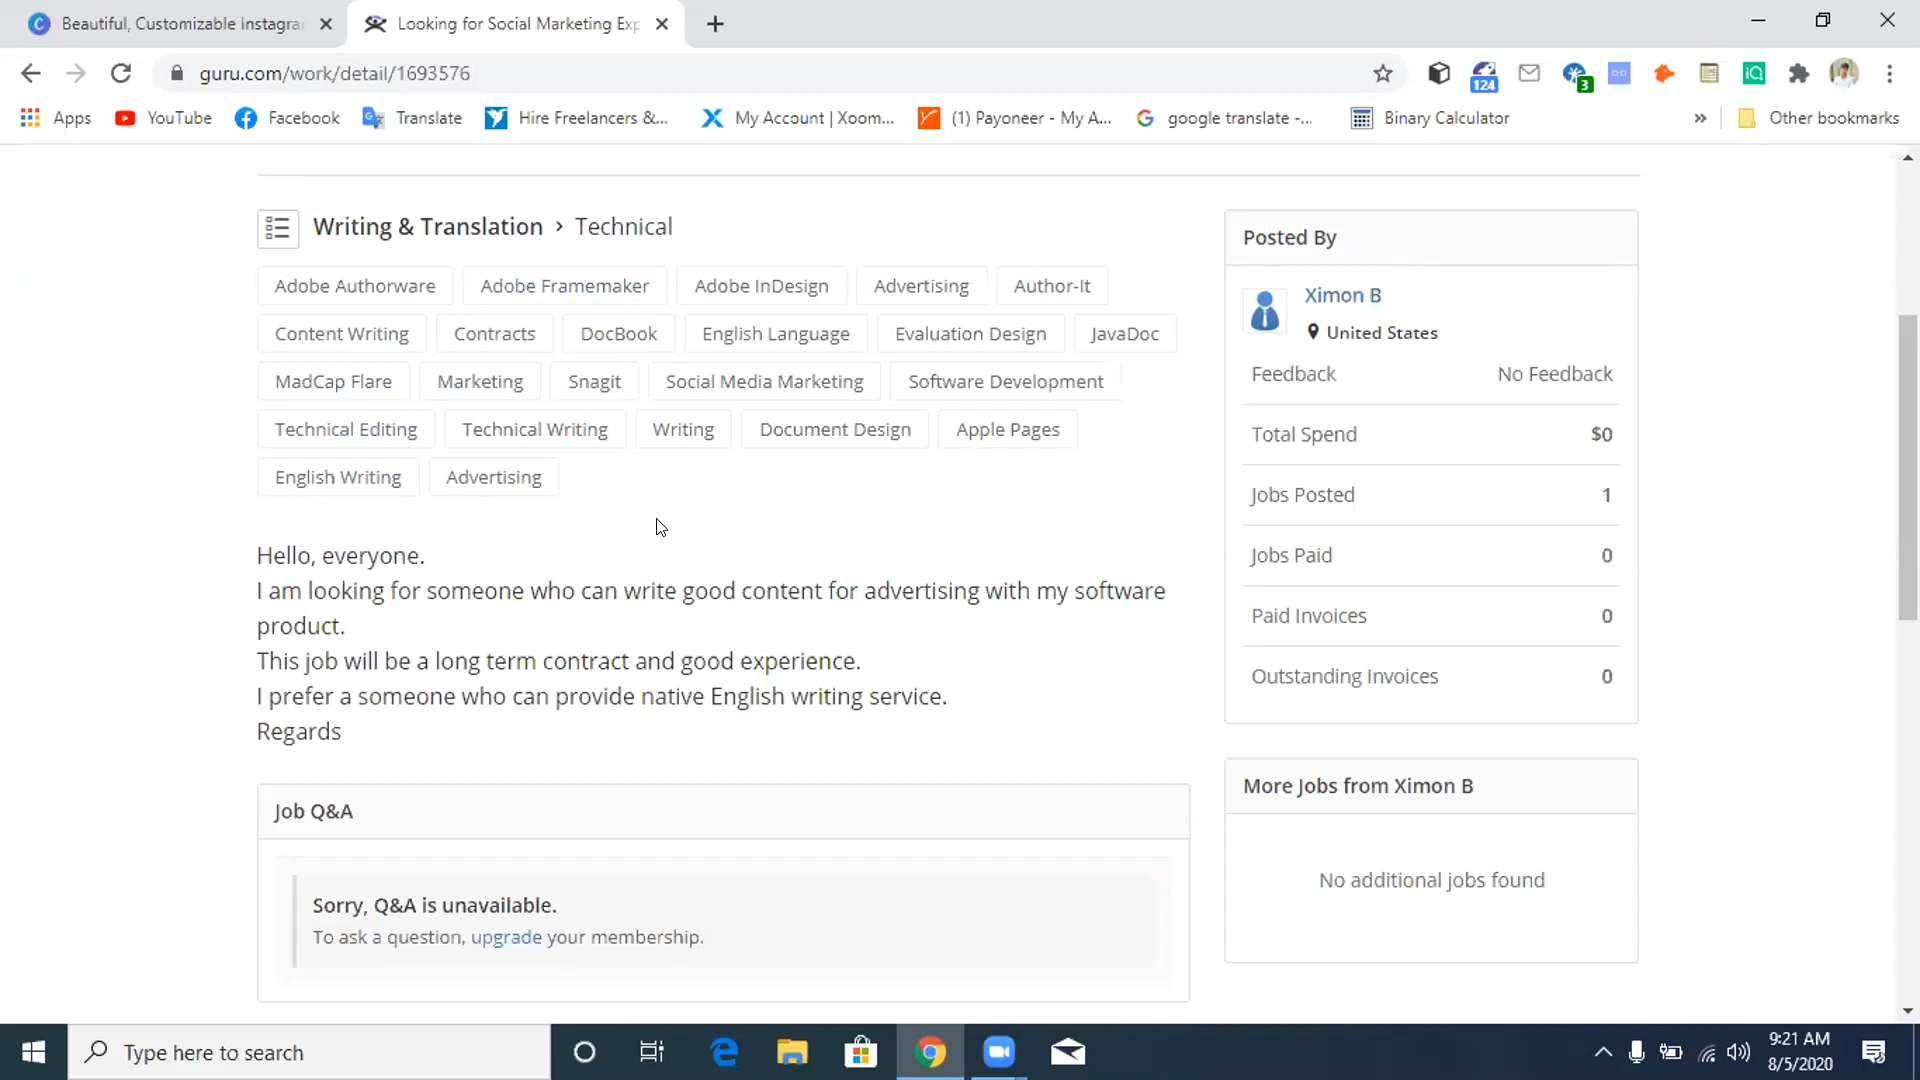 Beautiful, Customizable Instagra
Looking for Social Marketing Exp
guru.com/work/detail/1693576
124
3
iQ
Apps YouTube Facebook Translate Hire Freelancers &... My Account | Xoom... (1) Payoneer - My A... google translate -... Binary Calculator » Other bookmarks
Writing & Translation › Technical
Adobe Authorware Adobe Framemaker Adobe InDesign Advertising Author-It
Content Writing Contracts DocBook English Language Evaluation Design JavaDoc
MadCap Flare Marketing Snagit Social Media Marketing Software Development
Technical Editing Technical Writing Writing Document Design Apple Pages
English Writing Advertising
Hello, everyone.
I am looking for someone who can write good content for advertising with my software
product.
This job will be a long term contract and good experience.
I prefer a someone who can provide native English writing service.
Regards
Job Q&A
Sorry, Q&A is unavailable.
To ask a question, upgrade your membership.
Posted By
Ximon B
United States
Feedback No Feedback
Total Spend $0
Jobs Posted 1
Jobs Paid 0
Paid Invoices 0
Outstanding Invoices 0
More Jobs from Ximon B
No additional jobs found
Type here to search
9:21 AM
8/5/2020